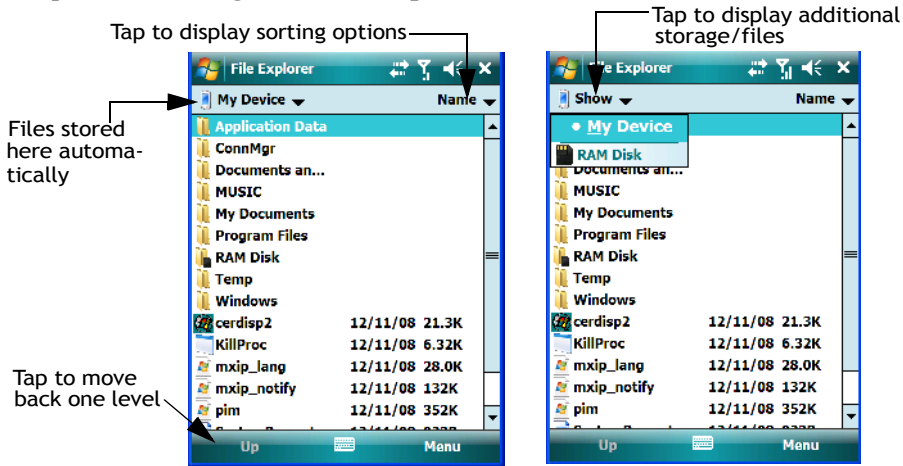 Tap to display sorting options
Tap to display additional
storage/files
Files stored
here automa-
tically
Tap to move
back one level
File Explorer
My Device
Name
Application Data
ConnMgr
Documents an...
MUSIC
My Documents
Program Files
RAM Disk
Temp
Windows
cerdisp2 12/11/08 21.3K
KillProc 12/11/08 6.32K
mxip_lang 12/11/08 28.0K
mxip_notify 12/11/08 132K
pim 12/11/08 352K
Up Menu
File Explorer
Show Name
My Device
RAM Disk
Documents an...
MUSIC
My Documents
Program Files
RAM Disk
Temp
Windows
cerdisp2 12/11/08 21.3K
KillProc 12/11/08 6.32K
mxip_lang 12/11/08 28.0K
mxip_notify 12/11/08 132K
pim 12/11/08 352K
Up Menu